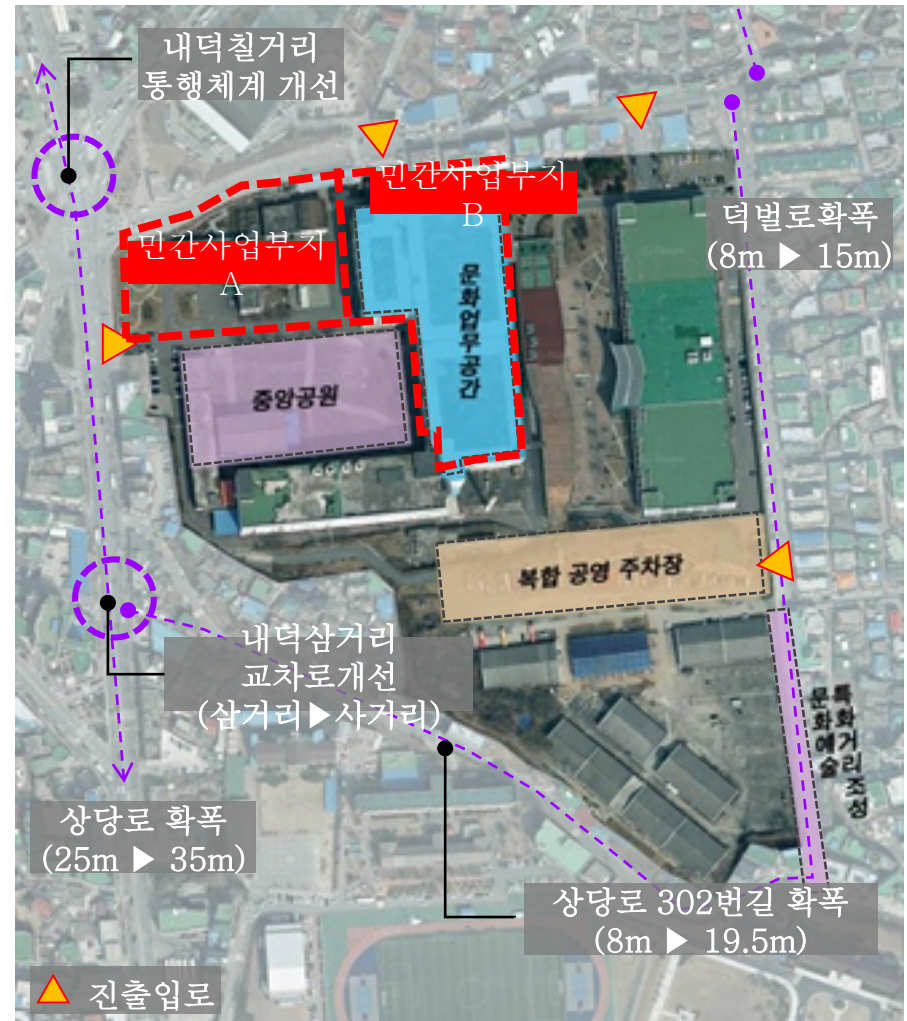 내덕칠거리
통행체계 개선
민간사업부지
B
덕벌로확폭
(8m ▶ 15m)
민간사업부지
A
문화업무공간
중앙공원
복합 공영 주차장
내덕삼거리
교차로개선
(삼거리▶사거리)
특화거리조성
문화예술
상당로 확폭
(25m ▶ 35m)
상당로 302번길 확폭
(8m ▶ 19.5m)
진출입로